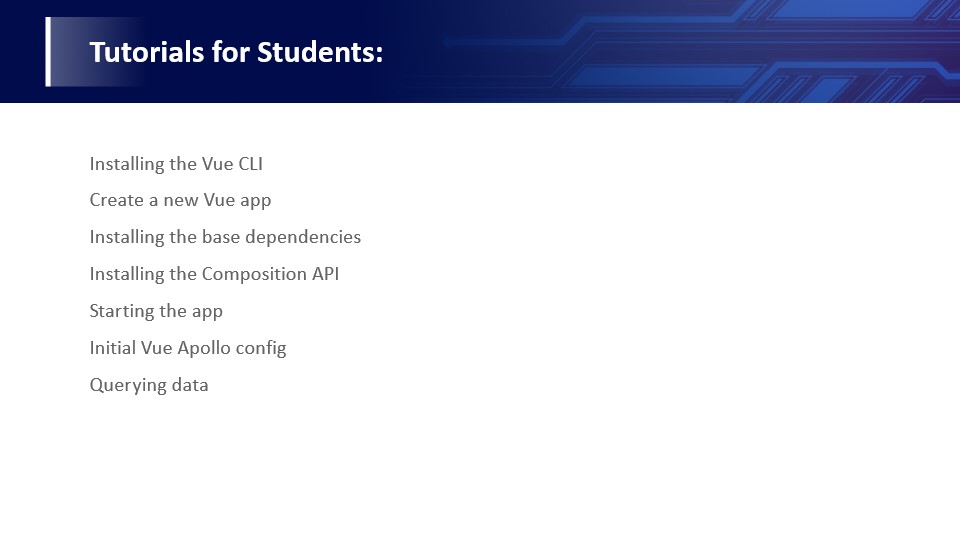 Tutorials for Students:
Installing the Vue CLI
Create a new Vue app
Installing the base dependencies
Installing the Composition API
Starting the app
Initial Vue Apollo config
Querying data